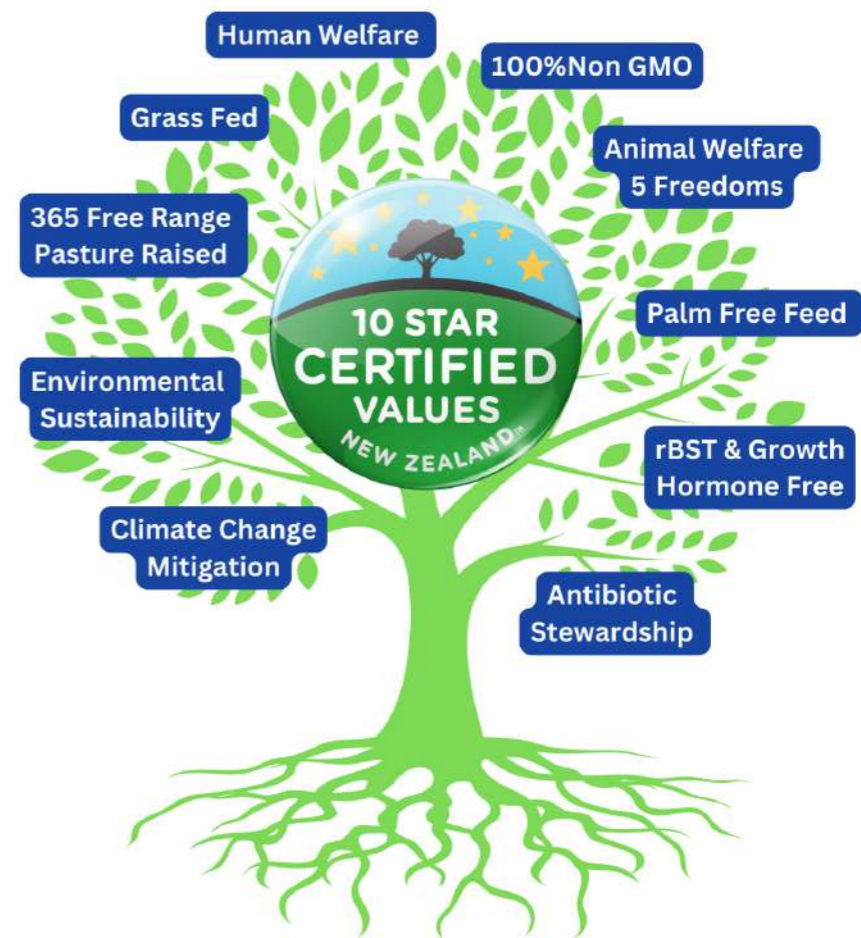 Human Welfare
100%Non GMO
Grass Fed
Animal Welfare
5 Freedoms
365 Free Range
Pasture Raised
Palm Free Feed
10 STAR
CERTIFIED
VALUES
NEW ZEALAND™
Environmental
Sustainability
rBST & Growth
Hormone Free
Climate Change
Mitigation
Antibiotic
Stewardship